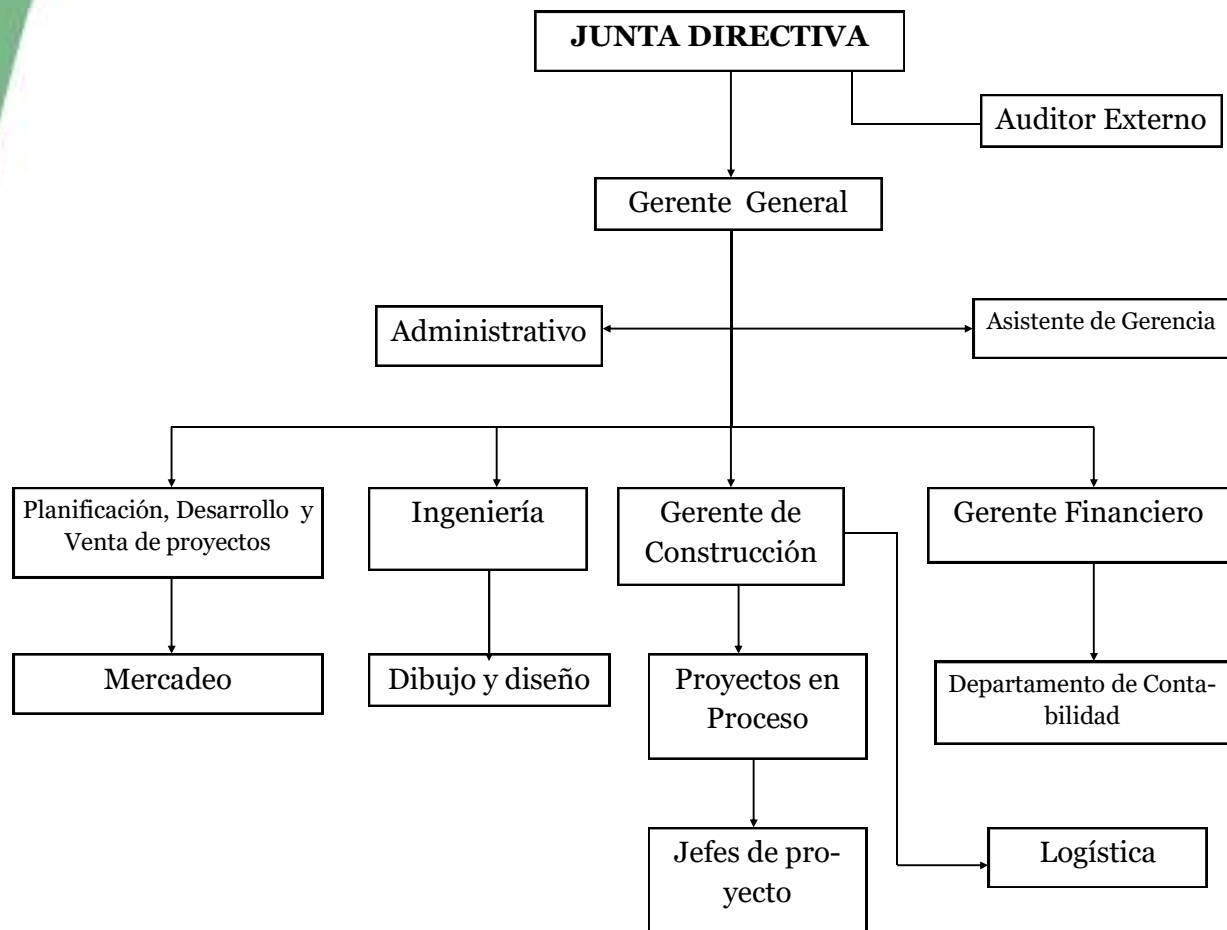 JUNTA DIRECTIVA
Auditor Externo
Gerente General
Administrativo
Asistente de Gerencia
Planificación, Desarrollo y
Venta de proyectos
Ingeniería
Gerente de
Construcción
Gerente Financiero
Mercadeo
Dibujo y diseño
Proyectos en
Proceso
Departamento de Conta-
bilidad
Jefes de pro-
yecto
Logística